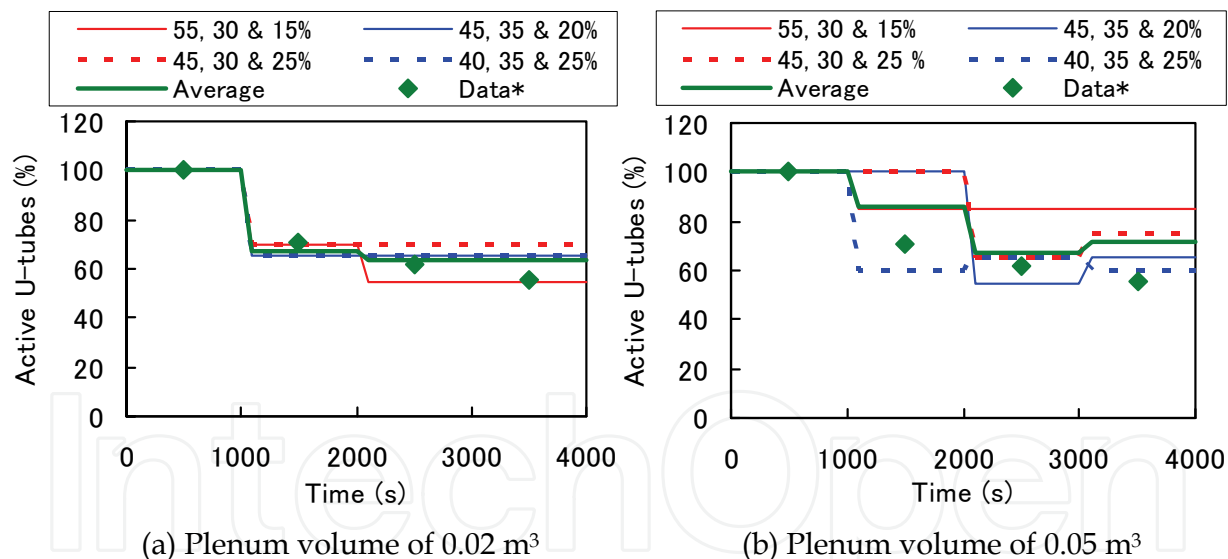 55, 30 & 15%
45, 35 & 20%
45, 30 & 25%
40, 35 & 25%
Average
Data*
Active U-tubes (%)
120
100
80
60
40
20
0
0 1000 2000 3000 4000
Time (s)
(a) Plenum volume of 0.02 m³
55, 30 & 15%
45, 35 & 20%
45, 30 & 25 %
40, 35 & 25%
Average
Data*
Active U-tubes (%)
120
100
80
60
40
20
0
0 1000 2000 3000 4000
Time (s)
(b) Plenum volume of 0.05 m³
IntechOpen